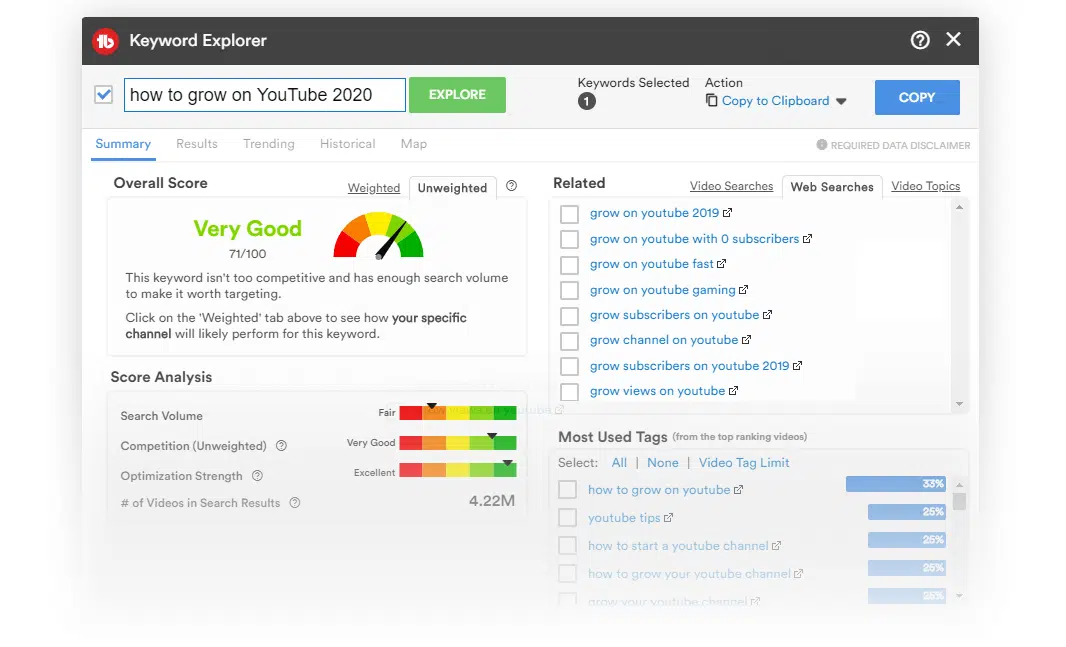 tb Keyword Explorer
how to grow on YouTube 2020
EXPLORE
Keywords Selected
1
Action
Copy to Clipboard
COPY
Summary Results Trending Historical Map
REQUIRED DATA DISCLAIMER
Overall Score
Weighted Unweighted
Very Good
71/100
This keyword isn't too competitive and has enough search volume
to make it worth targeting.
Click on the 'Weighted' tab above to see how your specific
channel will likely perform for this keyword.
Score Analysis
Search Volume Fair
Competition (Unweighted) Very Good
Optimization Strength Excellent
# of Videos in Search Results 4.22M
Related
Video Searches Web Searches Video Topics
grow on youtube 2019
grow on youtube with 0 subscribers
grow on youtube fast
grow on youtube gaming
grow subscribers on youtube
grow channel on youtube
grow subscribers on youtube 2019
grow views on youtube
Most Used Tags (from the top ranking videos)
Select: All | None | Video Tag Limit
how to grow on youtube 33%
youtube tips 25%
how to start a youtube channel 25%
how to grow your youtube channel 25%
grow your youtube channel 25%